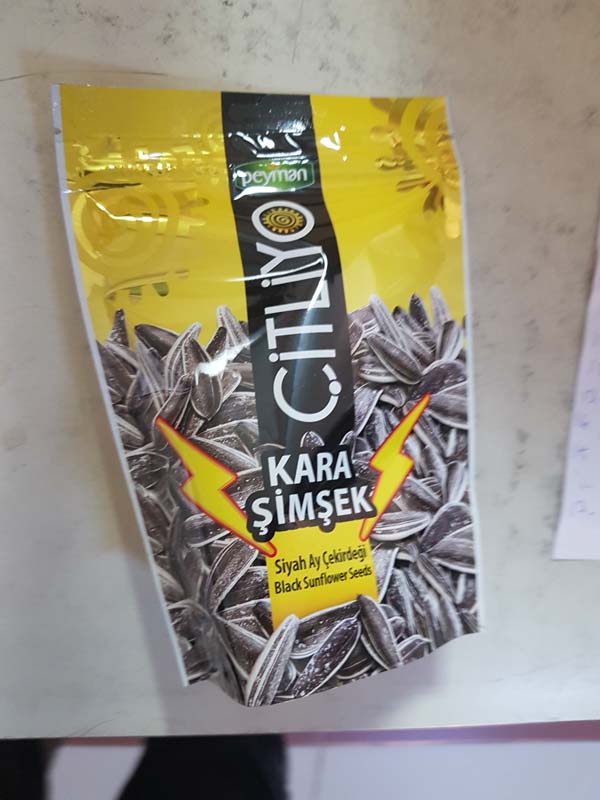 peyman
ÇİTLİYO
KARA
ŞİMŞEK
Siyah Ay Çekirdeği
Black Sunflower Seeds